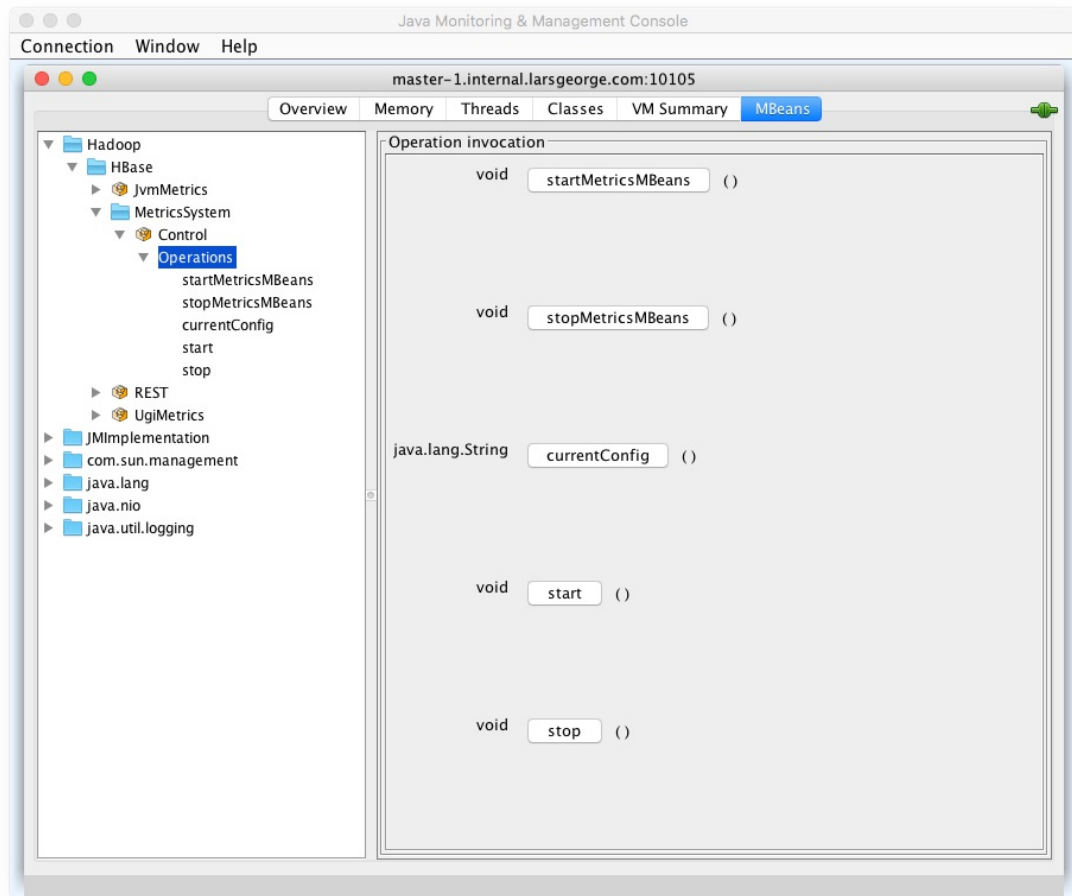 Java Monitoring & Management Console
Connection Window Help
master-1.internal.larsgeorge.com:10105
Overview Memory Threads Classes VM Summary MBeans
Hadoop
HBase
JvmMetrics
MetricsSystem
Control
Operations
startMetricsMBeans
stopMetricsMBeans
currentConfig
start
stop
REST
UgiMetrics
JMImplementation
com.sun.management
java.lang
java.nio
java.util.logging
Operation invocation
void startMetricsMBeans ()
void stopMetricsMBeans ()
java.lang.String currentConfig ()
void start ()
void stop ()